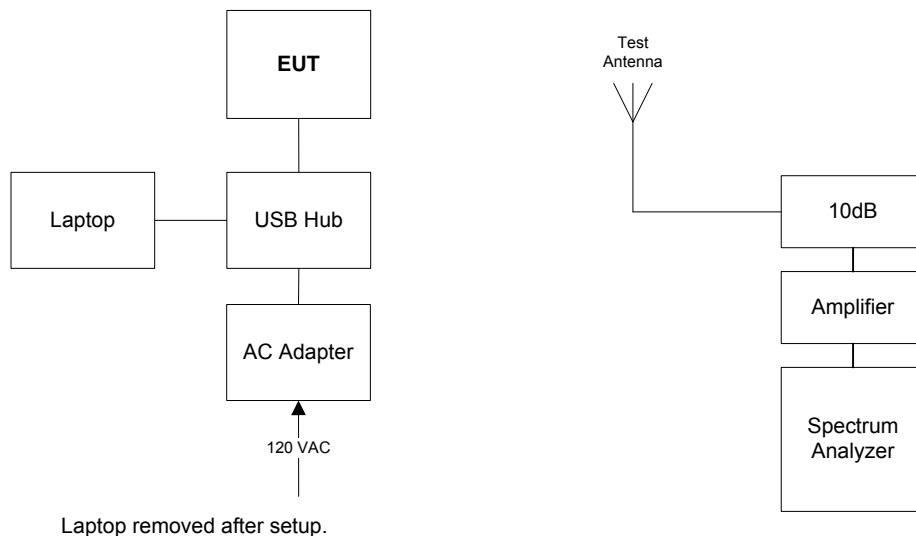 EUT
Laptop
USB Hub
AC Adapter
120 VAC
Laptop removed after setup.
Test
Antenna
10dB
Amplifier
Spectrum
Analyzer